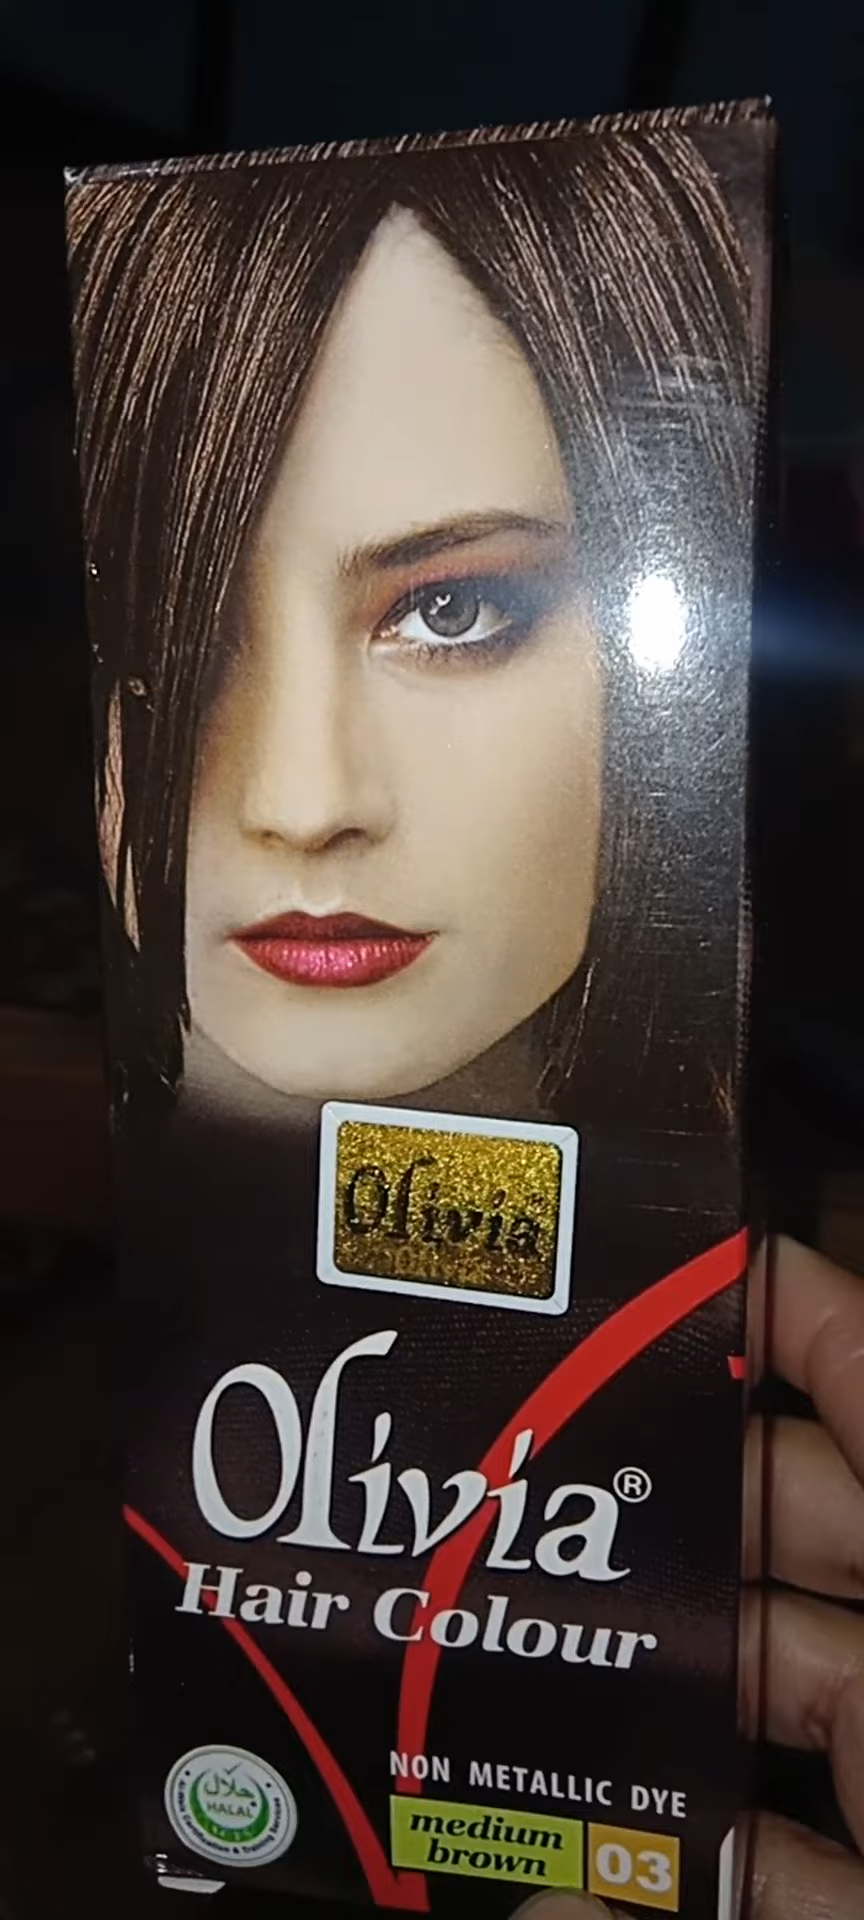 Olivia
Olivia®
Hair Colour
NON METALLIC DYE
medium
brown
03
حلال
HALAL